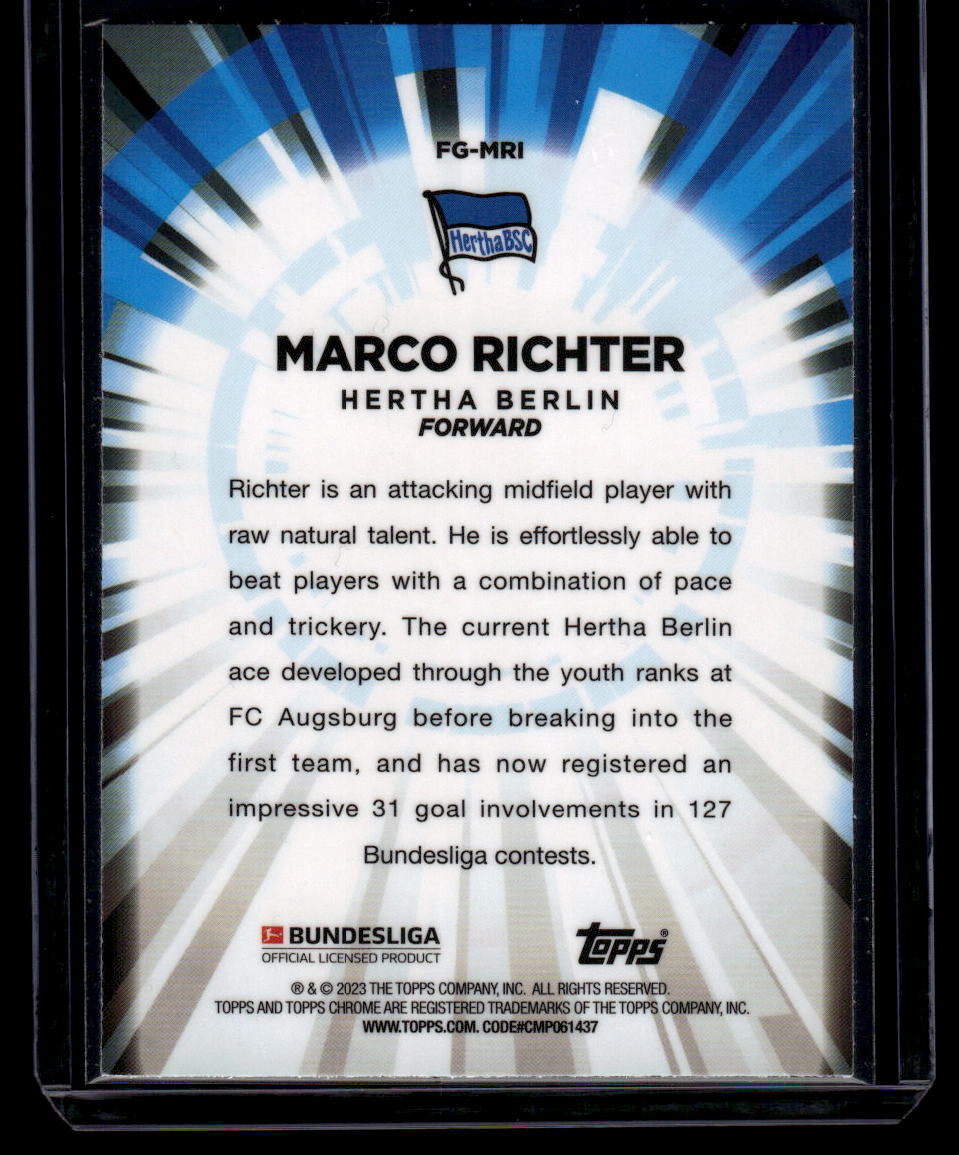 FG-MRI
HerthaBSC
MARCO RICHTER
HERTHA BERLIN
FORWARD
Richter is an attacking midfield player with
raw natural talent. He is effortlessly able to
beat players with a combination of pace
and trickery. The current Hertha Berlin
ace developed through the youth ranks at
FC Augsburg before breaking into the
first team, and has now registered an
impressive 31 goal involvements in 127
Bundesliga contests.
BUNDESLIGA
OFFICIAL LICENSED PRODUCT
topps®
® & © 2023 THE TOPPS COMPANY, INC. ALL RIGHTS RESERVED.
TOPPS AND TOPPS CHROME ARE REGISTERED TRADEMARKS OF THE TOPPS COMPANY, INC.
WWW.TOPPS.COM. CODE#CMP061437